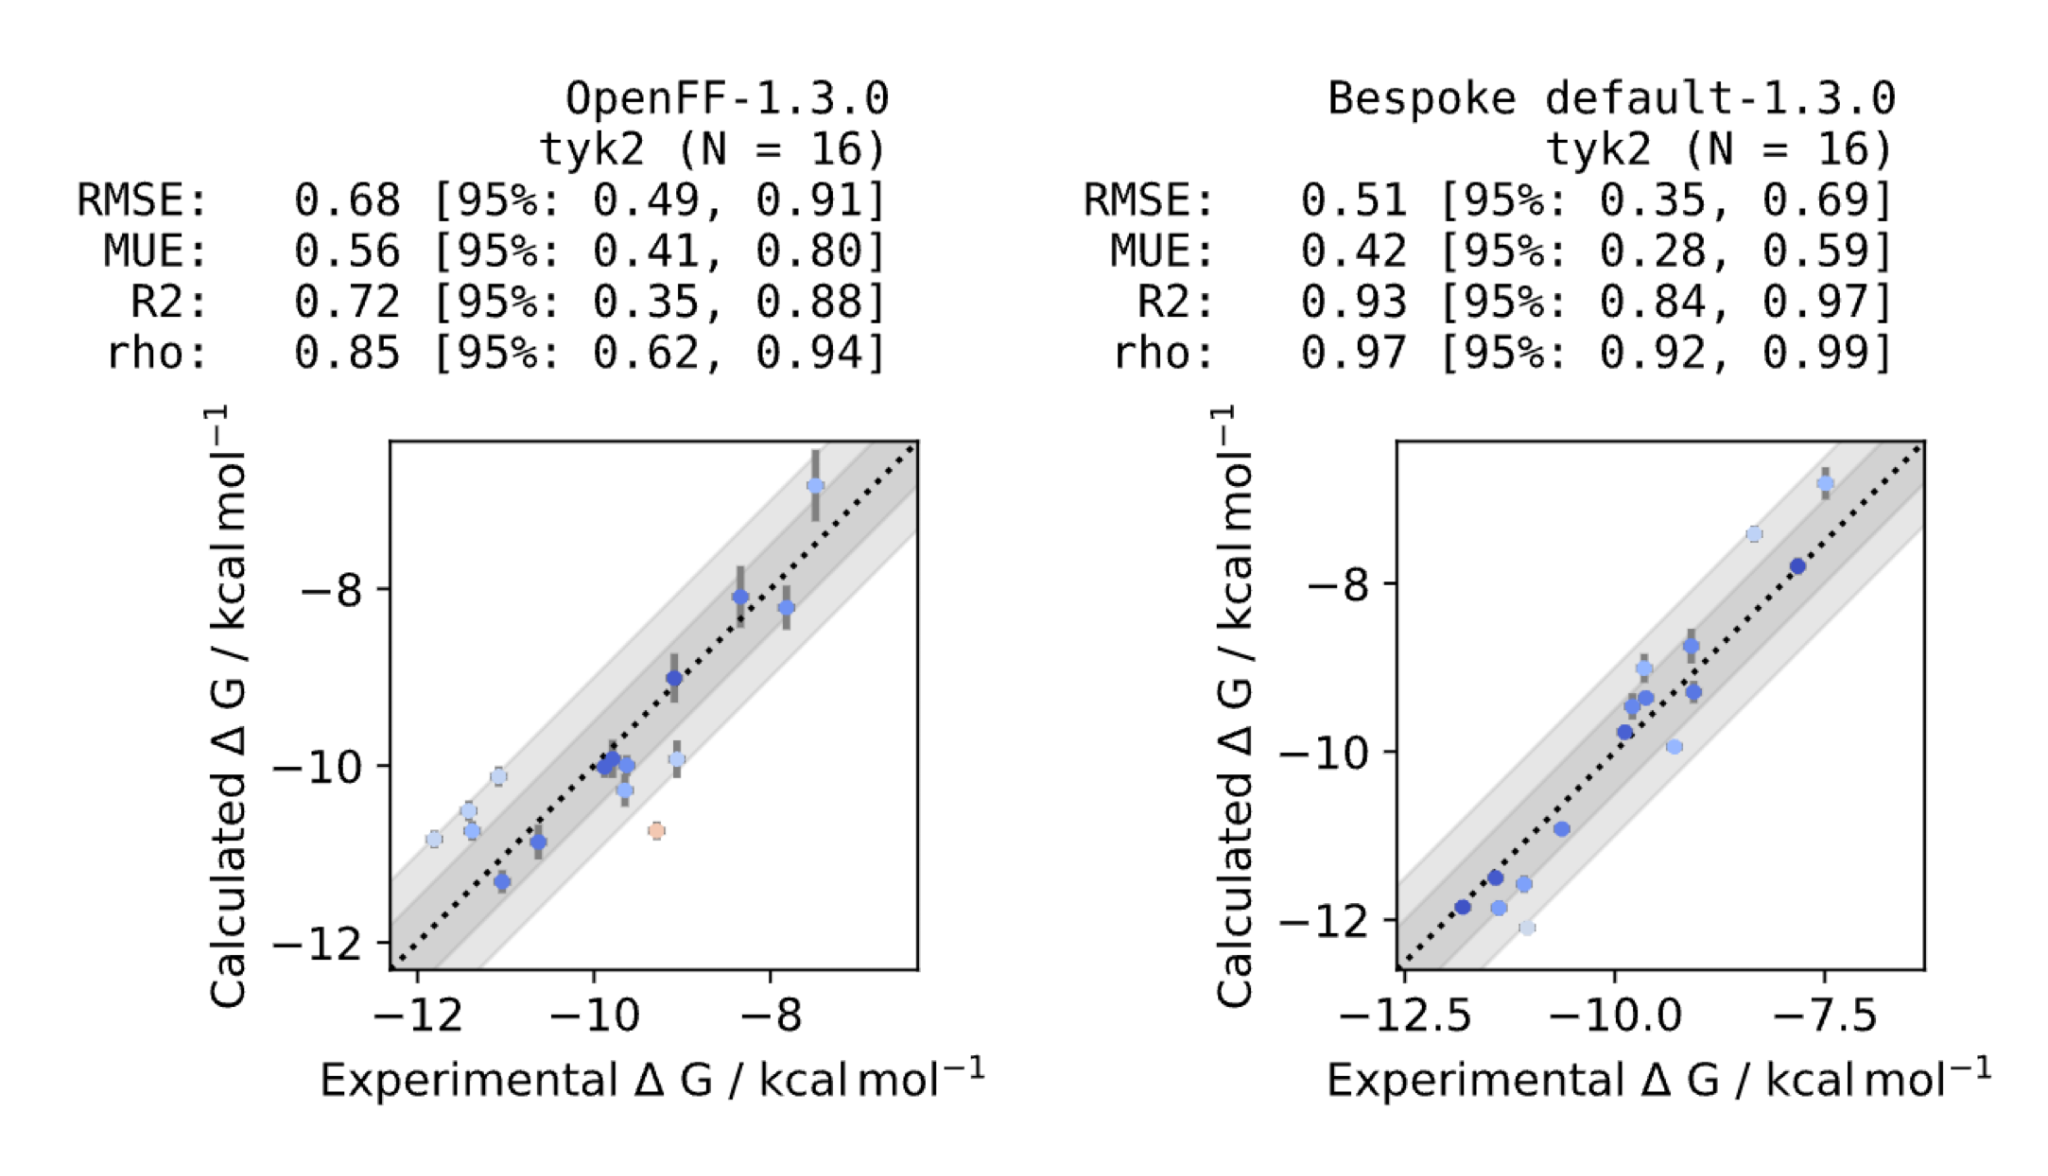 OpenFF-1.3.0
tyk2 (N = 16)
RMSE: 0.68 [95%: 0.49, 0.91]
MUE: 0.56 [95%: 0.41, 0.80]
R2: 0.72 [95%: 0.35, 0.88]
rho: 0.85 [95%: 0.62, 0.94]
Calculated Δ G / kcal mol⁻¹
−8
−10
−12
−12 −10 −8
Experimental Δ G / kcal mol⁻¹
Bespoke default-1.3.0
tyk2 (N = 16)
RMSE: 0.51 [95%: 0.35, 0.69]
MUE: 0.42 [95%: 0.28, 0.59]
R2: 0.93 [95%: 0.84, 0.97]
rho: 0.97 [95%: 0.92, 0.99]
Calculated Δ G / kcal mol⁻¹
−8
−10
−12
−12.5 −10.0 −7.5
Experimental Δ G / kcal mol⁻¹